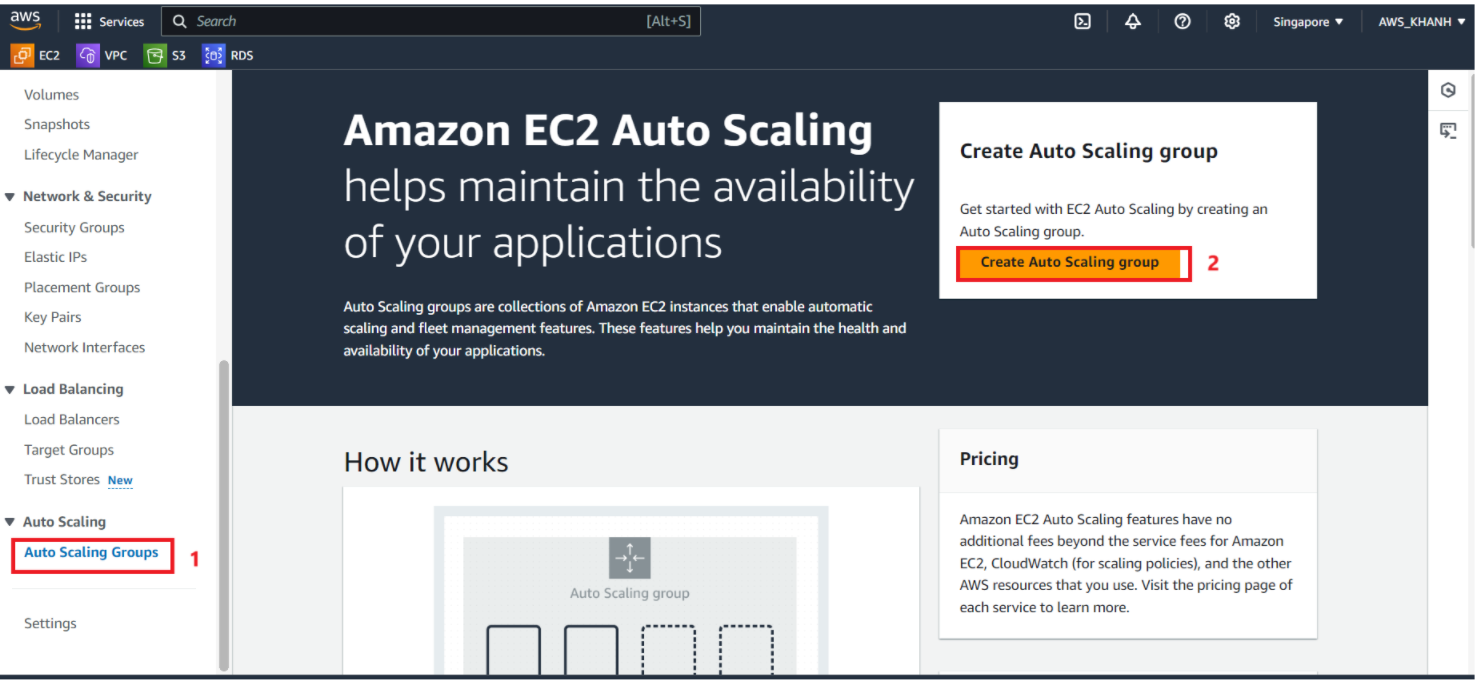 aws
Services
Search
[Alt+S]
Singapore
AWS_KHANH
EC2
VPC
S3
RDS
Volumes
Snapshots
Lifecycle Manager
Network & Security
Security Groups
Elastic IPs
Placement Groups
Key Pairs
Network Interfaces
Load Balancing
Load Balancers
Target Groups
Trust Stores New
Auto Scaling
Auto Scaling Groups
1
Settings
Amazon EC2 Auto Scaling
helps maintain the availability
of your applications
Auto Scaling groups are collections of Amazon EC2 instances that enable automatic
scaling and fleet management features. These features help you maintain the health and
availability of your applications.
Create Auto Scaling group
Get started with EC2 Auto Scaling by creating an
Auto Scaling group.
Create Auto Scaling group
2
How it works
Auto Scaling group
Pricing
Amazon EC2 Auto Scaling features have no
additional fees beyond the service fees for Amazon
EC2, CloudWatch (for scaling policies), and the other
AWS resources that you use. Visit the pricing page of
each service to learn more.